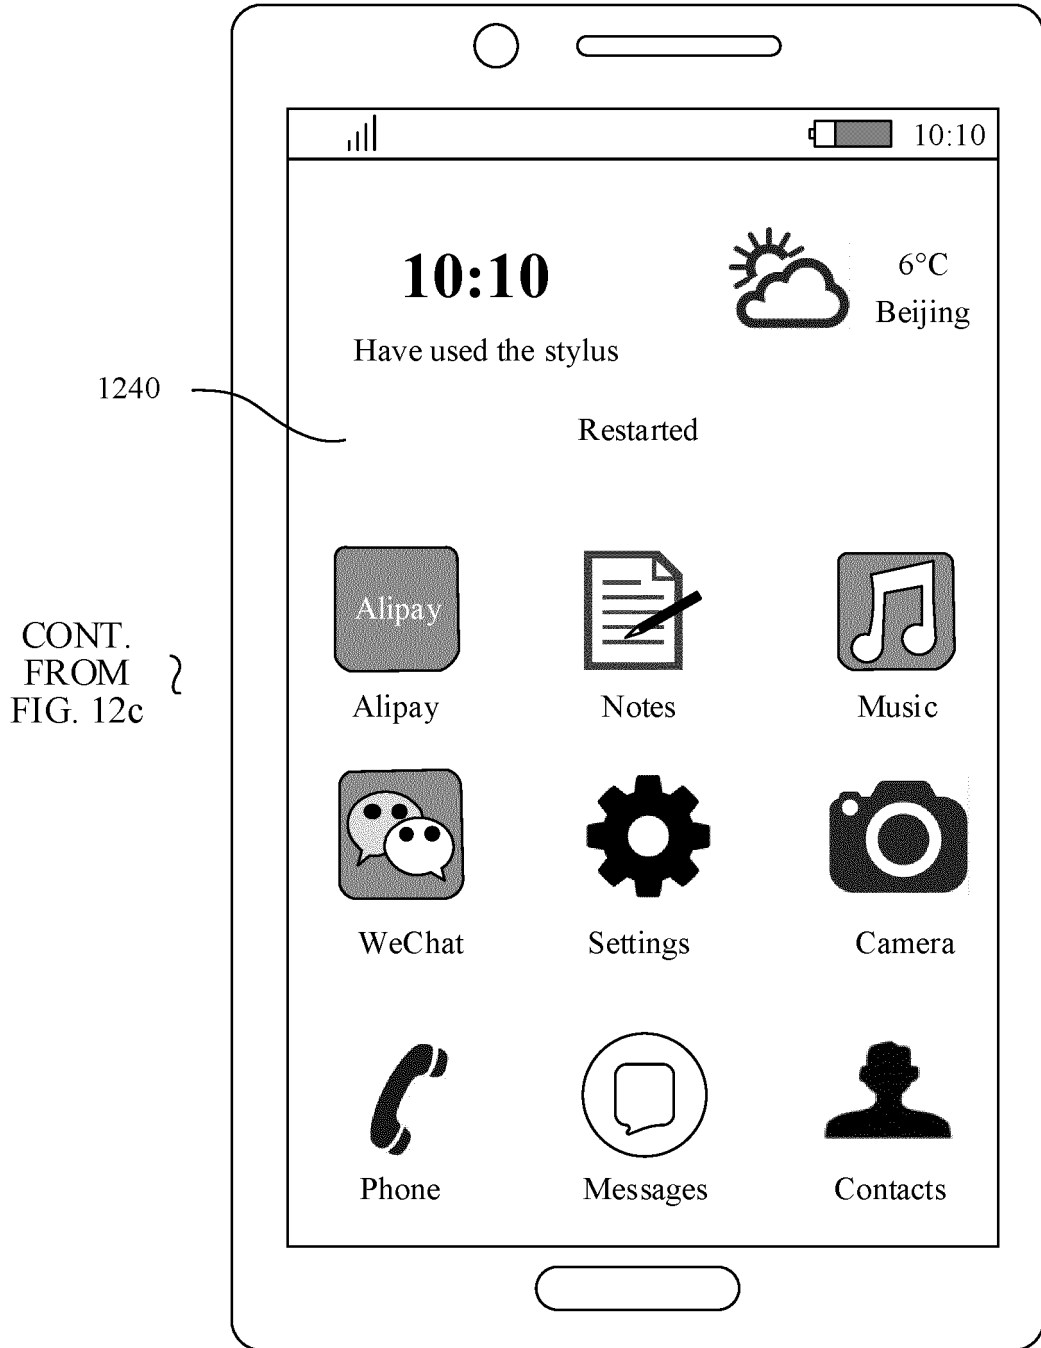 10:10
10:10
6°C
Beijing
Have used the stylus
1240
Restarted
Alipay
CONT.
FROM
FIG. 12c
Alipay
Notes
Music
WeChat
Settings
Camera
Phone
Messages
Contacts